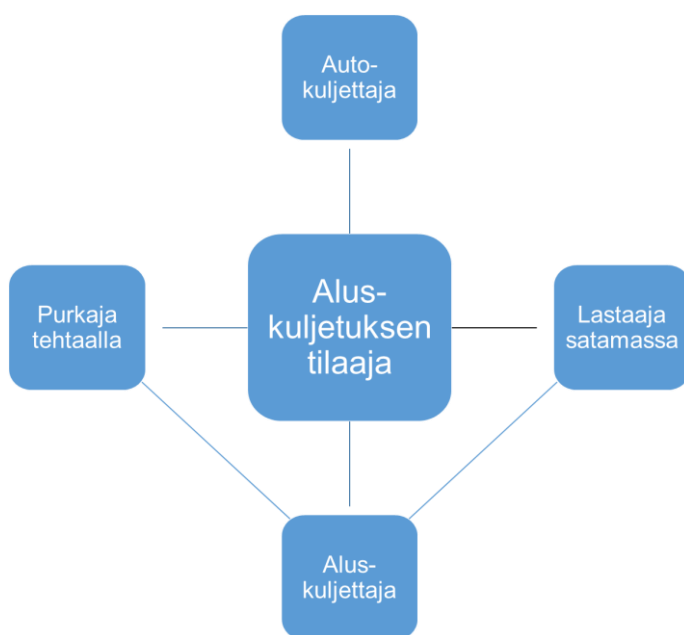 Auto-
kuljettaja
Purkaja
tehtaalla
Alus-
kuljetuksen
tilaaja
Lastaaja
satamassa
Alus-
kuljettaja